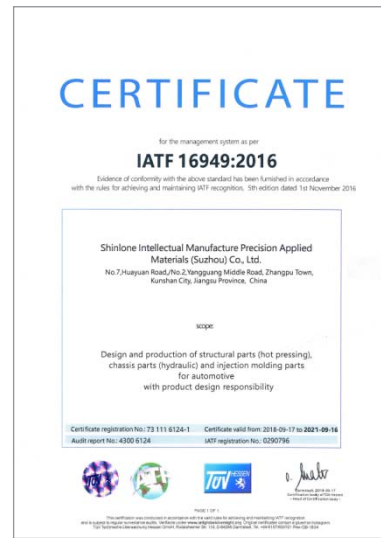 CERTIFICATE
for the management system as per
IATF 16949:2016
Evidence of conformity with the above standard has been furnished in accordance
with the rules for achieving and maintaining IATF recognition, 5th edition dated 1st November 2016
Shinlone Intellectual Manufacture Precision Applied
Materials (Suzhou) Co., Ltd.
No.7,Huayuan Road,/No.2,Yangguang Middle Road, Zhangpu Town,
Kunshan City, Jiangsu Province, China
scope:
Design and production of structural parts (hot pressing),
chassis parts (hydraulic) and injection molding parts
for automotive
with product design responsibility
Certificate registration No.: 73 111 6124-1 Certificate valid from: 2018-09-17 to 2021-09-16
Audit report No.: 4300 6124 IATF registration No.: 0290796
TÜV HESSEN
PAGE 1 OF 1